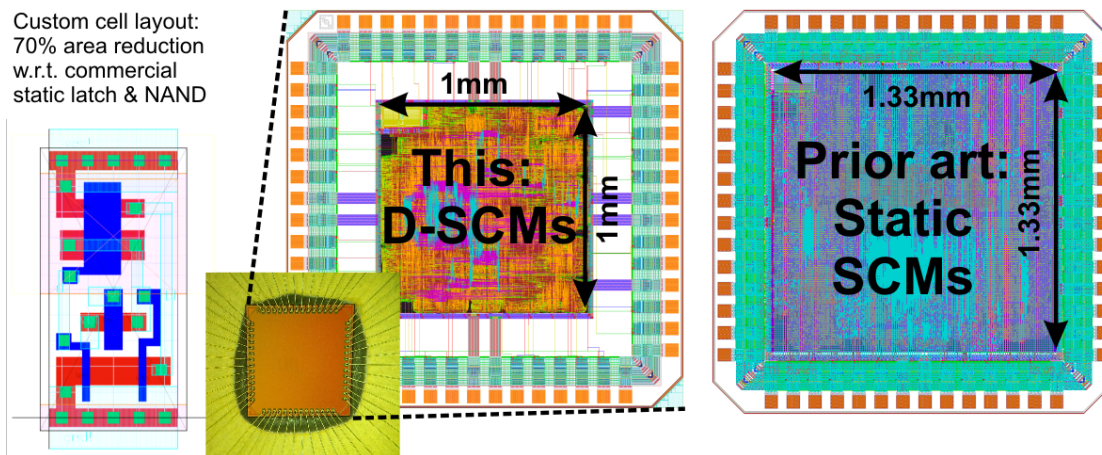 Custom cell layout:
70% area reduction
w.r.t. commercial
static latch & NAND
1mm
This:
D-SCMs
1mm
1.33mm
Prior art:
Static
SCMs
1.33mm